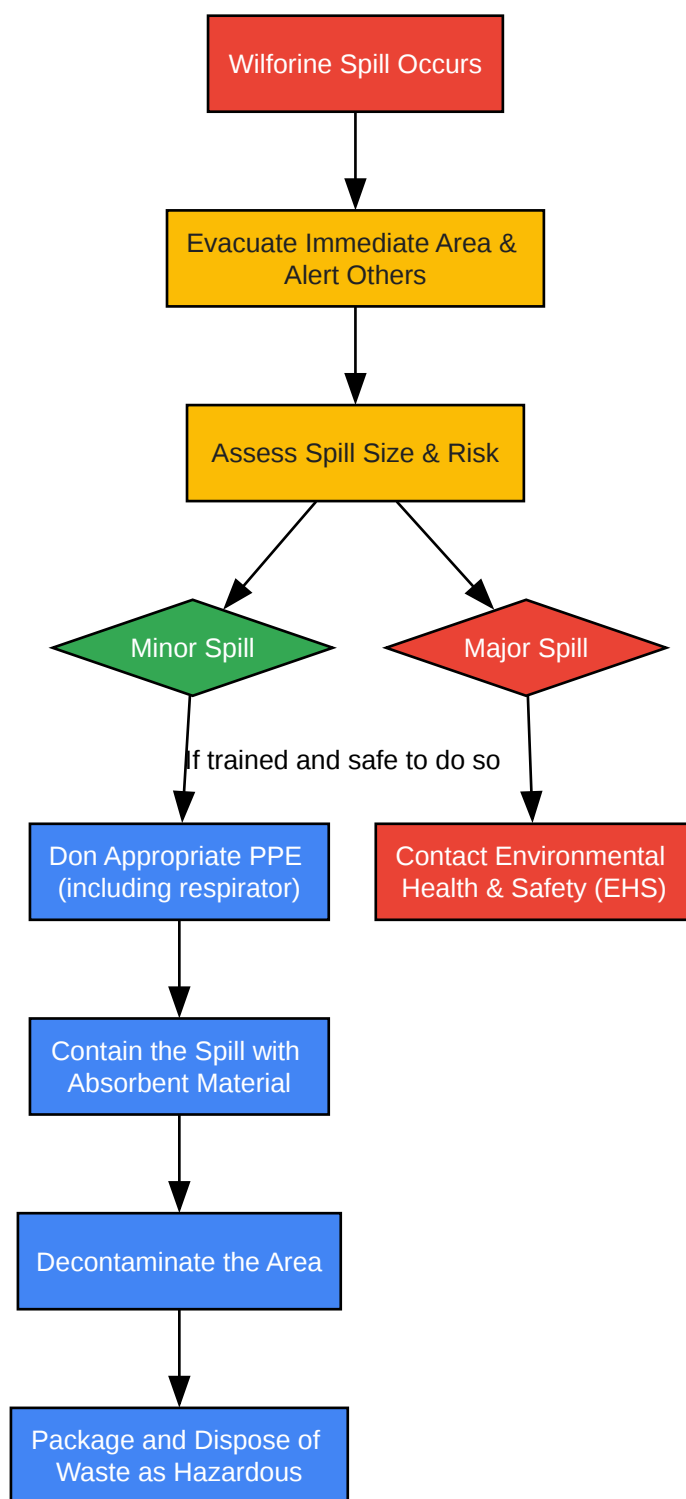 Wilforine Spill Occurs
Evacuate Immediate Area &
Alert Others
Assess Spill Size & Risk
Minor Spill
Major Spill
If trained and safe to do so
Don Appropriate PPE
(including respirator)
Contact Environmental
Health & Safety (EHS)
Contain the Spill with
Absorbent Material
Decontaminate the Area
Package and Dispose of
Waste as Hazardous